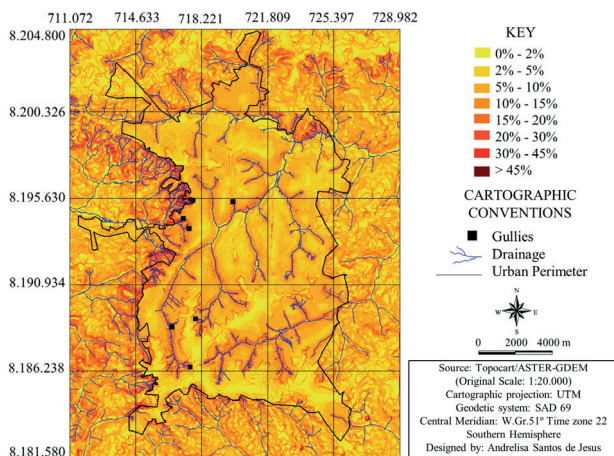 711.072 714.633 718.221 721.809 725.397 728.982
8.204.800
8.200.326
8.195.630
8.190.934
8.186.238
8.181.580
KEY
0% - 2%
2% - 5%
5% - 10%
10% - 15%
15% - 20%
20% - 30%
30% - 45%
> 45%
CARTOGRAPHIC
CONVENTIONS
Gullies
Drainage
Urban Perimeter
N
W E
S
0 2000 4000 m
Source: Topocart/ASTER-GDEM
(Original Scale: 1:20.000)
Cartographic projection: UTM
Geodetic system: SAD 69
Central Meridian: W.Gr.51º Time zone 22
Southern Hemisphere
Designed by: Andrelisa Santos de Jesus